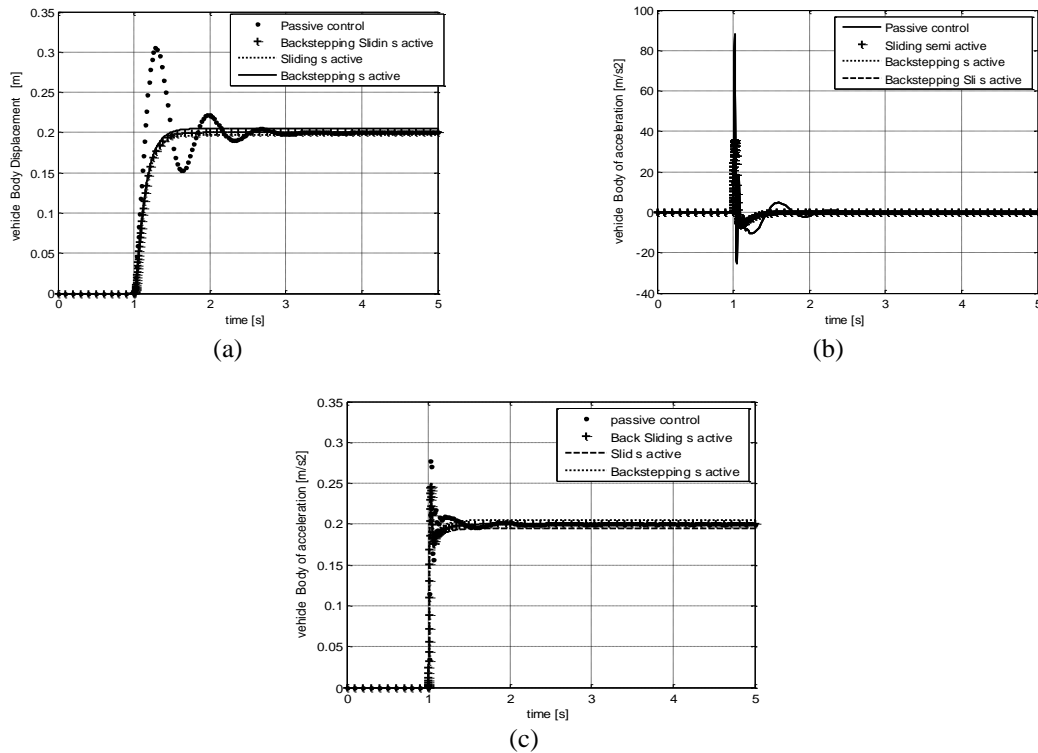 0.35
0.3
0.25
0.2
0.15
0.1
0.05
0
0 1 2 3 4 5
vehicle Body Displacement [m]
time [s]
Passive control
Backstepping Slidin s active
Sliding s active
Backstepping s active
(a)
100
80
60
40
20
0
-20
-40
0 1 2 3 4 5
vehicle Body of acceleration [m/s2]
time [s]
Passive control
Sliding semi active
Backstepping s active
Backstepping Sli s active
(b)
0.35
0.3
0.25
0.2
0.15
0.1
0.05
0
0 1 2 3 4 5
vehicle Body of acceleration [m/s2]
time [s]
passive control
Back Sliding s active
Slid s active
Backstepping s active
(c)